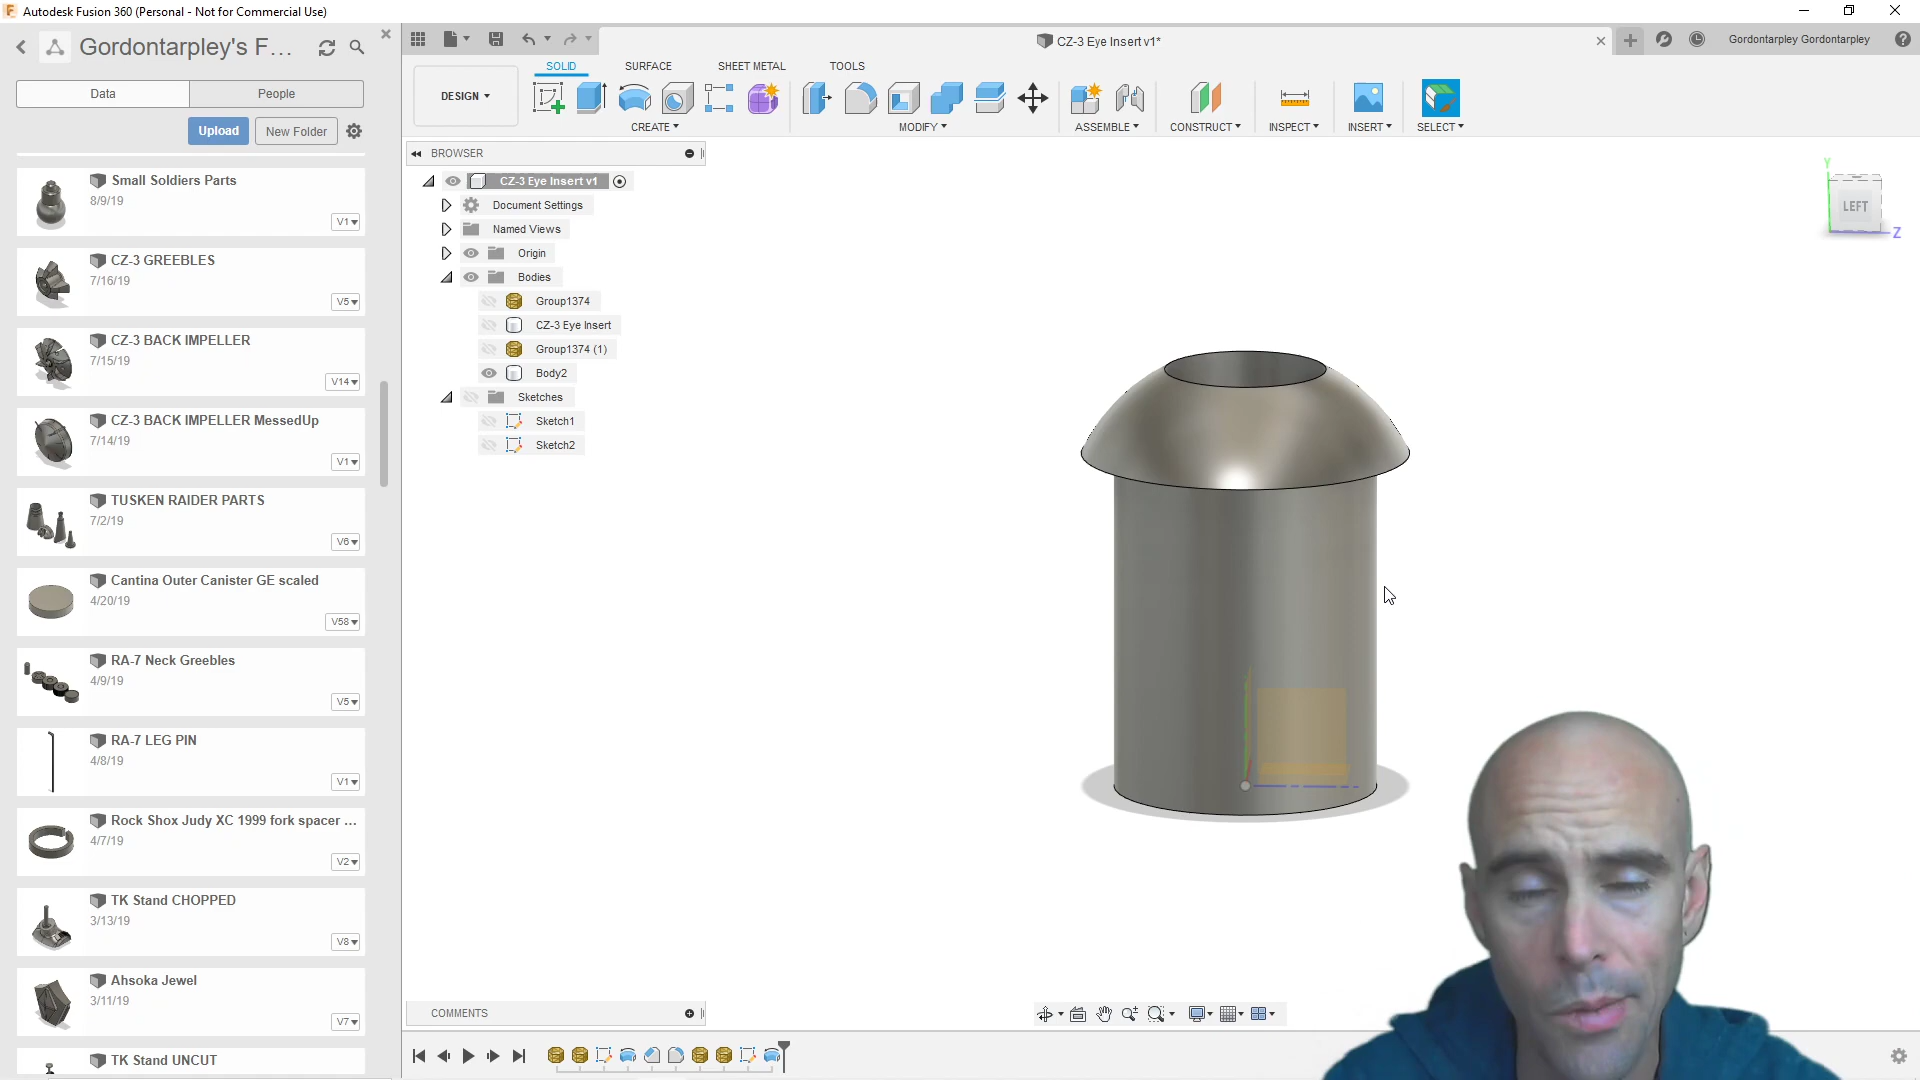 Autodesk Fusion 360 (Personal - Not for Commercial Use)
Gordontarpley's F...
Data
People
Upload
New Folder
Small Soldiers Parts
8/9/19
V1
CZ-3 GREEBLES
7/16/19
V5
CZ-3 BACK IMPELLER
7/15/19
V14
CZ-3 BACK IMPELLER MessedUp
7/14/19
V1
TUSKEN RAIDER PARTS
7/2/19
V6
Cantina Outer Canister GE scaled
4/20/19
V58
RA-7 Neck Greebles
4/9/19
V5
RA-7 LEG PIN
4/8/19
V1
Rock Shox Judy XC 1999 fork spacer ...
4/7/19
V2
TK Stand CHOPPED
3/13/19
V8
Ahsoka Jewel
3/11/19
V7
TK Stand UNCUT
CZ-3 Eye Insert v1*
Gordontarpley Gordontarpley
SOLID
SURFACE
SHEET METAL
TOOLS
DESIGN
CREATE
MODIFY
ASSEMBLE
CONSTRUCT
INSPECT
INSERT
SELECT
BROWSER
CZ-3 Eye Insert v1
Document Settings
Named Views
Origin
Bodies
Group1374
CZ-3 Eye Insert
Group1374 (1)
Body2
Sketches
Sketch1
Sketch2
Y
LEFT
Z
COMMENTS